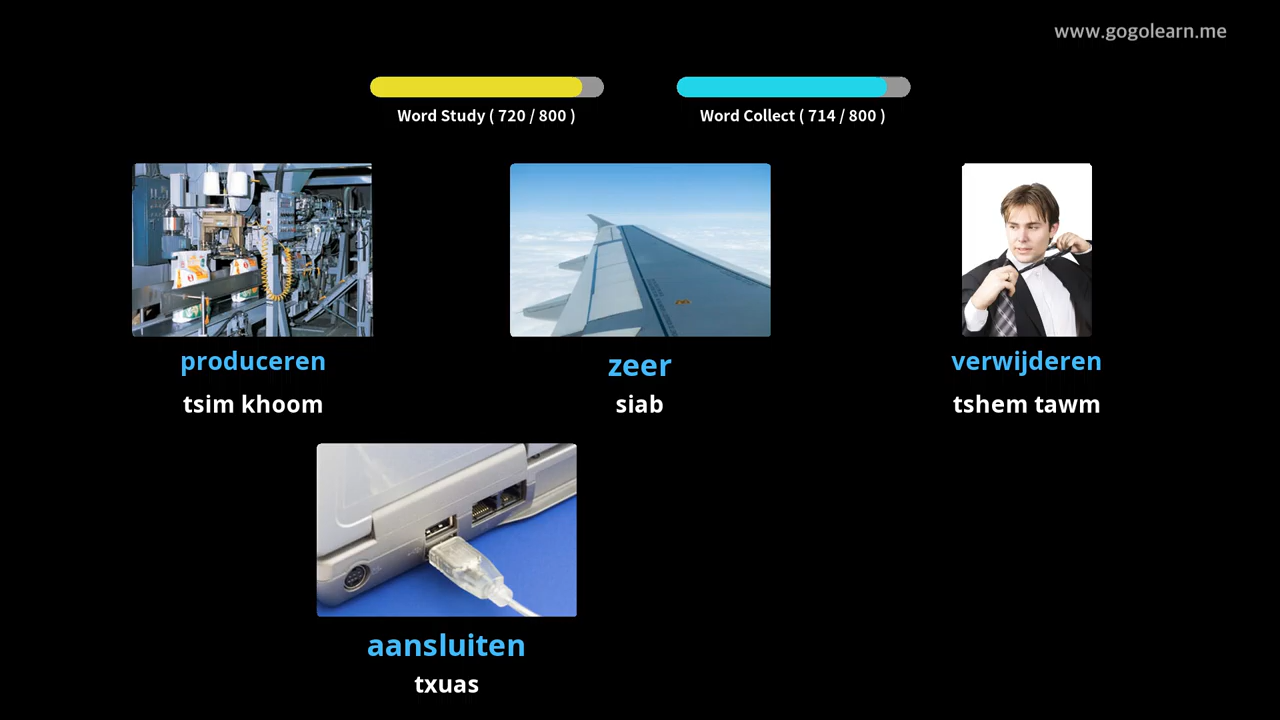 www.gogolearn.me
Word Study ( 720 / 800 )
Word Collect ( 714 / 800 )
produceren
tsim khoom
zeer
siab
verwijderen
tshem tawm
aansluiten
txuas